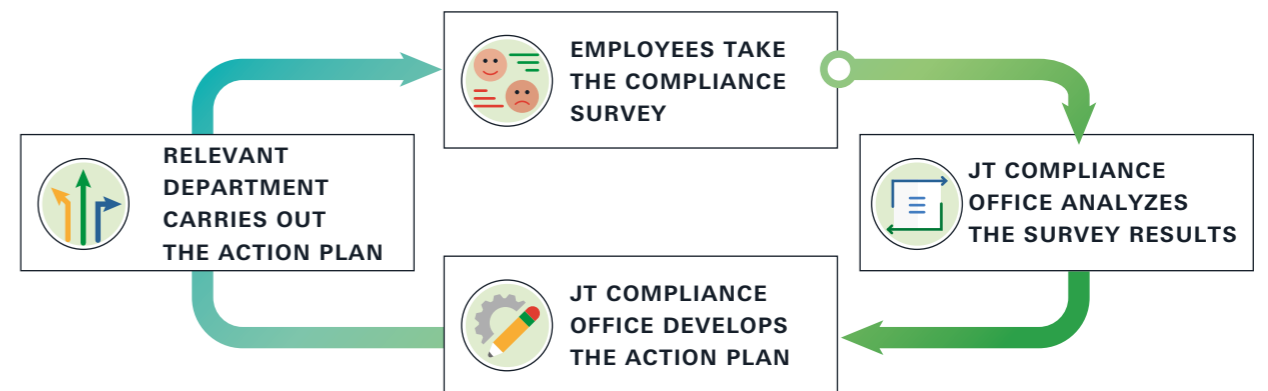 EMPLOYEES TAKE
THE COMPLIANCE
SURVEY
JT COMPLIANCE
OFFICE ANALYZES
THE SURVEY RESULTS
JT COMPLIANCE
OFFICE DEVELOPS
THE ACTION PLAN
RELEVANT
DEPARTMENT
CARRIES OUT
THE ACTION PLAN